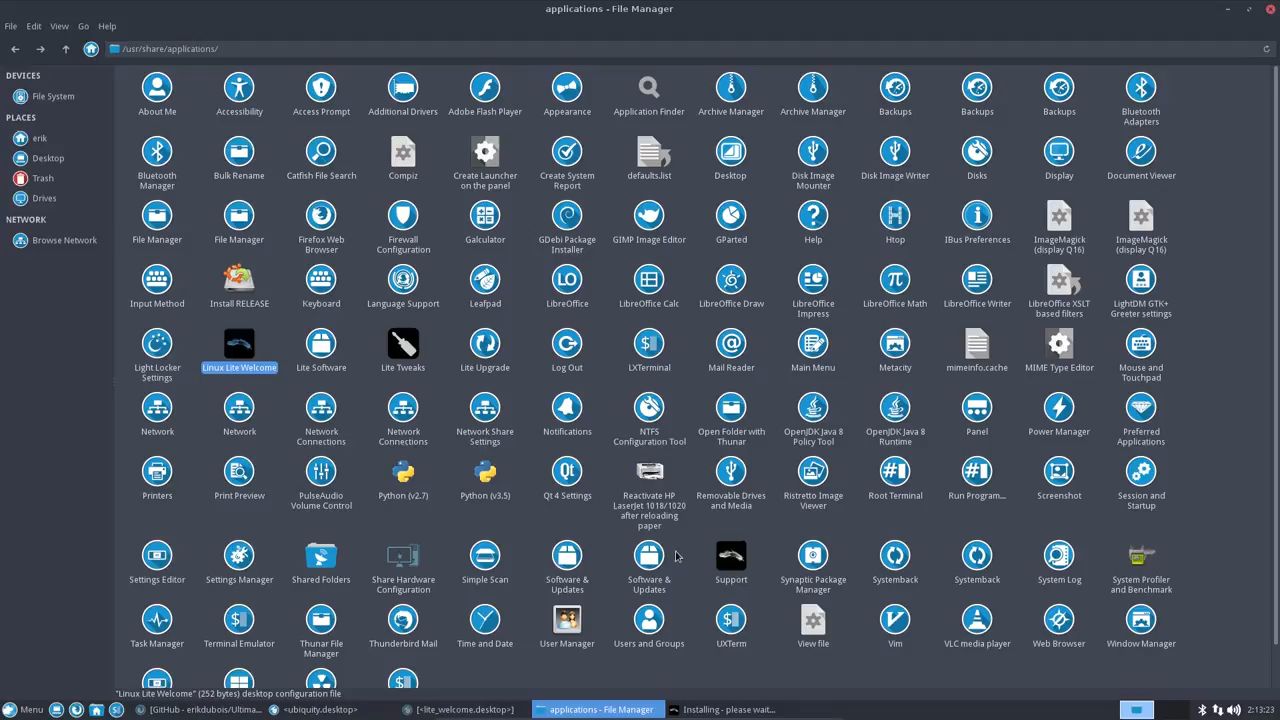 applications - File Manager
File Edit View Go Help
/usr/share/applications/
DEVICES
File System
PLACES
erik
Desktop
Trash
Drives
NETWORK
Browse Network
About Me
Accessibility
Access Prompt
Additional Drivers
Adobe Flash Player
Appearance
Application Finder
Archive Manager
Archive Manager
Backups
Backups
Backups
Bluetooth
Adapters
Bluetooth
Manager
Bulk Rename
Catfish File Search
Compiz
Create Launcher
on the panel
Create System
Report
defaults.list
Desktop
Disk Image
Mounter
Disk Image Writer
Disks
Display
Document Viewer
File Manager
File Manager
Firefox Web
Browser
Firewall
Configuration
Galculator
GDebi Package
Installer
GIMP Image Editor
GParted
Help
Htop
IBus Preferences
ImageMagick
(display Q16)
ImageMagick
(display Q16)
Input Method
Install RELEASE
Keyboard
Language Support
Leafpad
LibreOffice
LibreOffice Calc
LibreOffice Draw
LibreOffice
Impress
LibreOffice Math
LibreOffice Writer
LibreOffice XSLT
based filters
LightDM GTK+
Greeter settings
Light Locker
Settings
Linux Lite Welcome
Lite Software
Lite Tweaks
Lite Upgrade
Log Out
LXTerminal
Mail Reader
Main Menu
Metacity
mimeinfo.cache
MIME Type Editor
Mouse and
Touchpad
Network
Network
Network
Connections
Network
Connections
Network Share
Settings
Notifications
NTFS
Configuration Tool
Open Folder with
Thunar
OpenJDK Java 8
Policy Tool
OpenJDK Java 8
Runtime
Panel
Power Manager
Preferred
Applications
Printers
Print Preview
PulseAudio
Volume Control
Python (v2.7)
Python (v3.5)
Qt 4 Settings
Reactivate HP
LaserJet 1018/1020
after reloading
paper
Removable Drives
and Media
Ristretto Image
Viewer
Root Terminal
Run Program...
Screenshot
Session and
Startup
Settings Editor
Settings Manager
Shared Folders
Share Hardware
Configuration
Simple Scan
Software &
Updates
Software &
Updates
Support
Synaptic Package
Manager
Systemback
Systemback
System Log
System Profiler
and Benchmark
Task Manager
Terminal Emulator
Thunar File
Manager
Thunderbird Mail
Time and Date
User Manager
Users and Groups
UXTerm
View file
Vim
VLC media player
Web Browser
Window Manager
"Linux Lite Welcome" (252 bytes) desktop configuration file
Menu
[GitHub - erikdubois/Ultima...
<ubiquity.desktop>
[<lite_welcome.desktop>]
applications - File Manager
Installing - please wait...
2:13:23